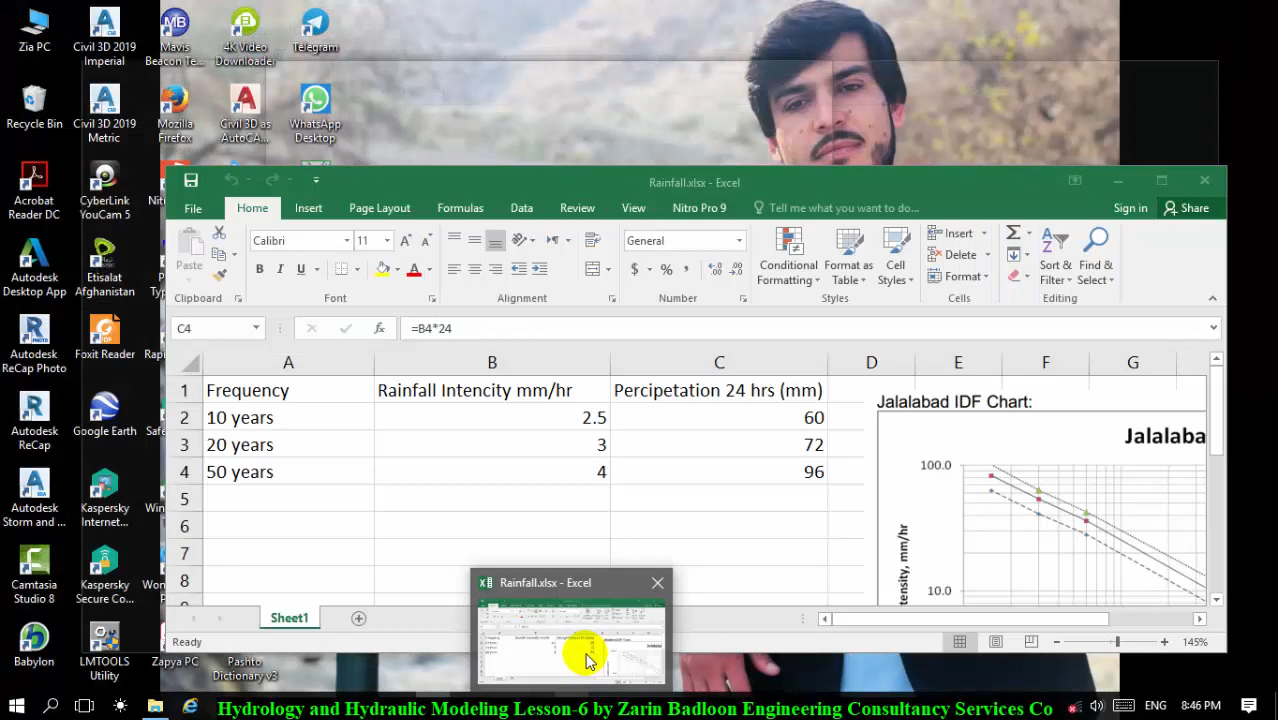 Zia PC
Civil 3D 2019
Imperial
Mavis
Beacon Te...
4K Video
Downloader
Telegram
Recycle Bin
Civil 3D 2019
Metric
Mozilla
Firefox
Civil 3D as
AutoCA...
WhatsApp
Desktop
Acrobat
Reader DC
CyberLink
YouCam 5
Autodesk
Desktop App
Etisalat
Afghanistan
Autodesk
ReCap Photo
Foxit Reader
Autodesk
ReCap
Google Earth
Autodesk
Storm and ...
Kaspersky
Internet...
Camtasia
Studio 8
Kaspersky
Secure Co...
Babylon
LMTOOLS
Utility
Zapya PC
Pashto
Dictionary v3
Rainfall.xlsx - Excel
File
Home
Insert
Page Layout
Formulas
Data
Review
View
Nitro Pro 9
Tell me what you want to do...
Sign in
Share
Paste
Calibri
11
General
Conditional
Formatting
Format as
Table
Cell
Styles
Insert
Delete
Format
Sort &
Filter
Find &
Select
Clipboard
Font
Alignment
Number
Styles
Cells
Editing
C4
=B4*24
A B C D E F G
1 Frequency Rainfall Intencity mm/hr Percipetation 24 hrs (mm)
2 10 years 2.5 60
3 20 years 3 72
4 50 years 4 96
5
6
7
8
Jalalabad IDF Chart:
Jalalaba
100.0
10.0
tensity, mm/hr
Rainfall.xlsx - Excel
Sheet1
Ready
145%
Hydrology and Hydraulic Modeling Lesson-6 by Zarin Badloon Engineering Consultancy Services Co
ENG
8:46 PM